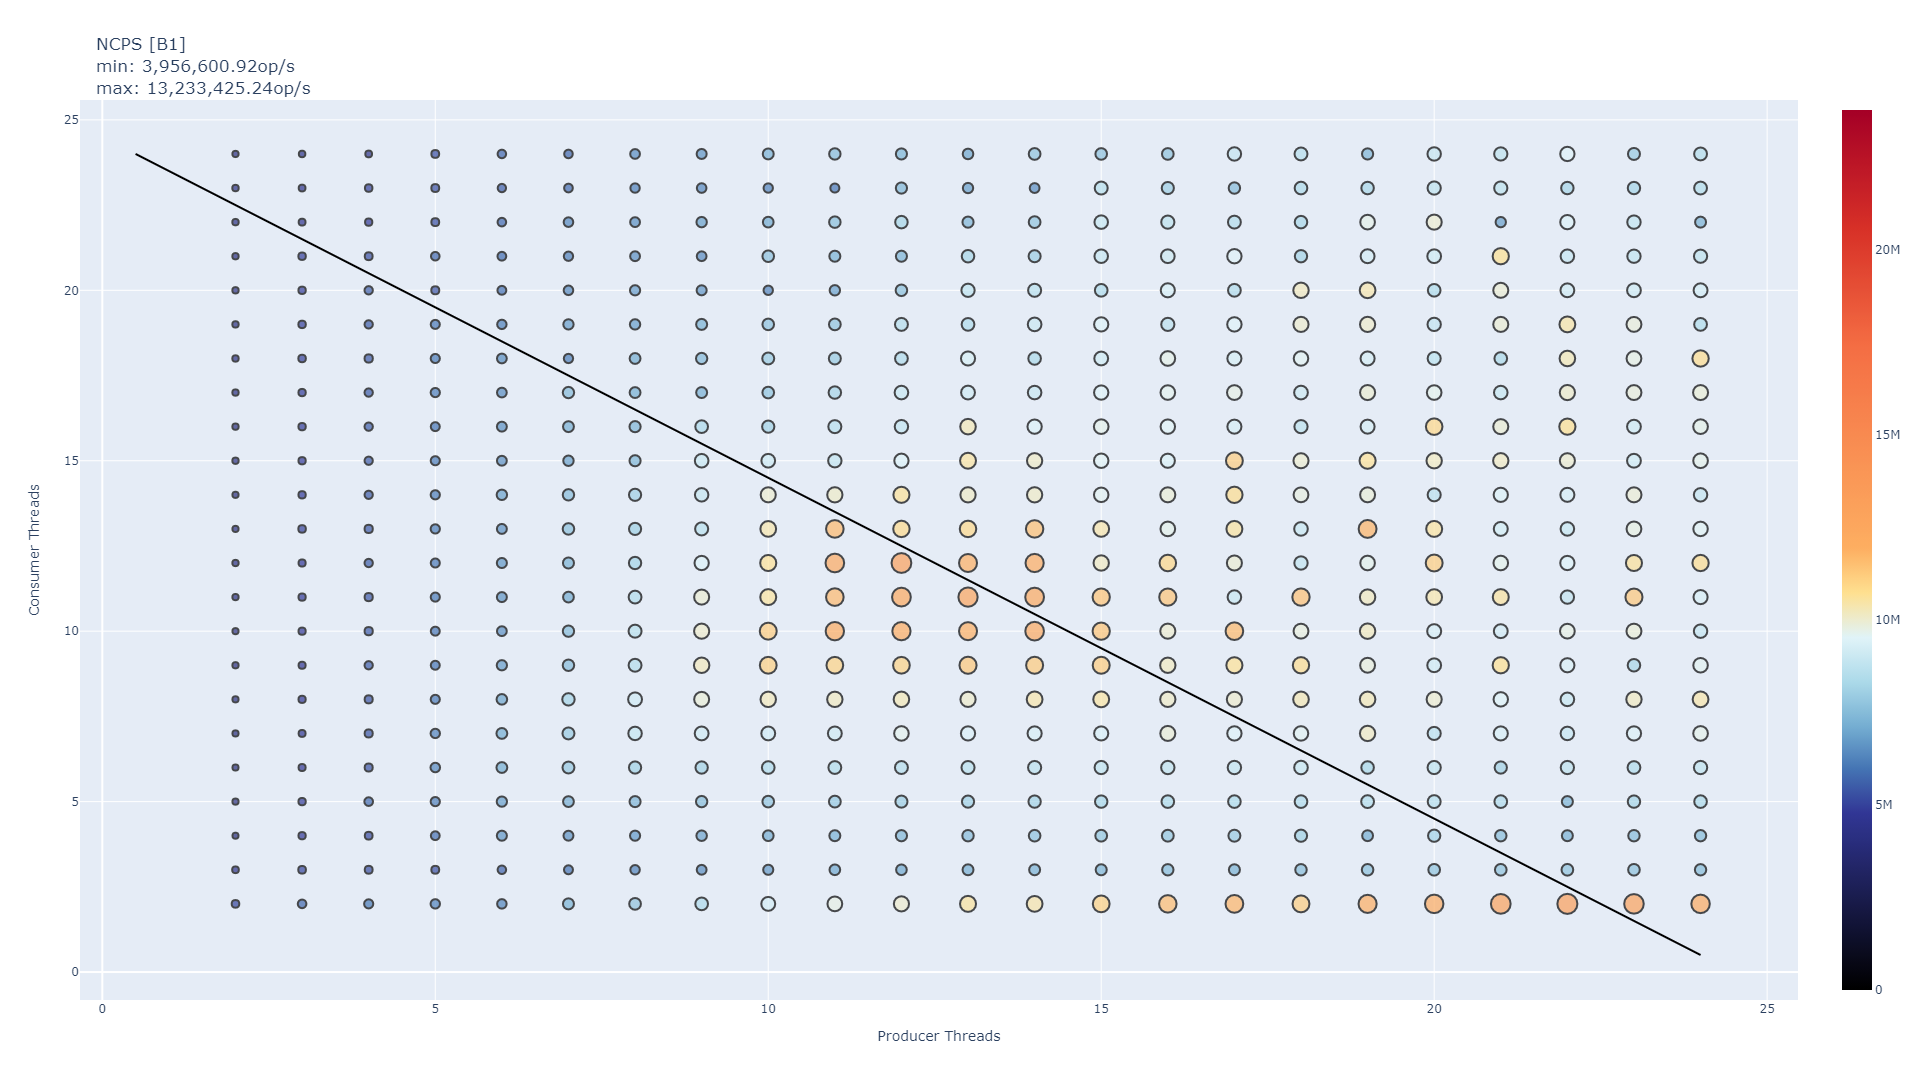 NCPS [B1]
min: 3,956,600.92op/s
max: 13,233,425.24op/s
25
20
15
10
5
0
Consumer Threads
0
5
10
15
20
25
Producer Threads
20M
15M
10M
5M
0